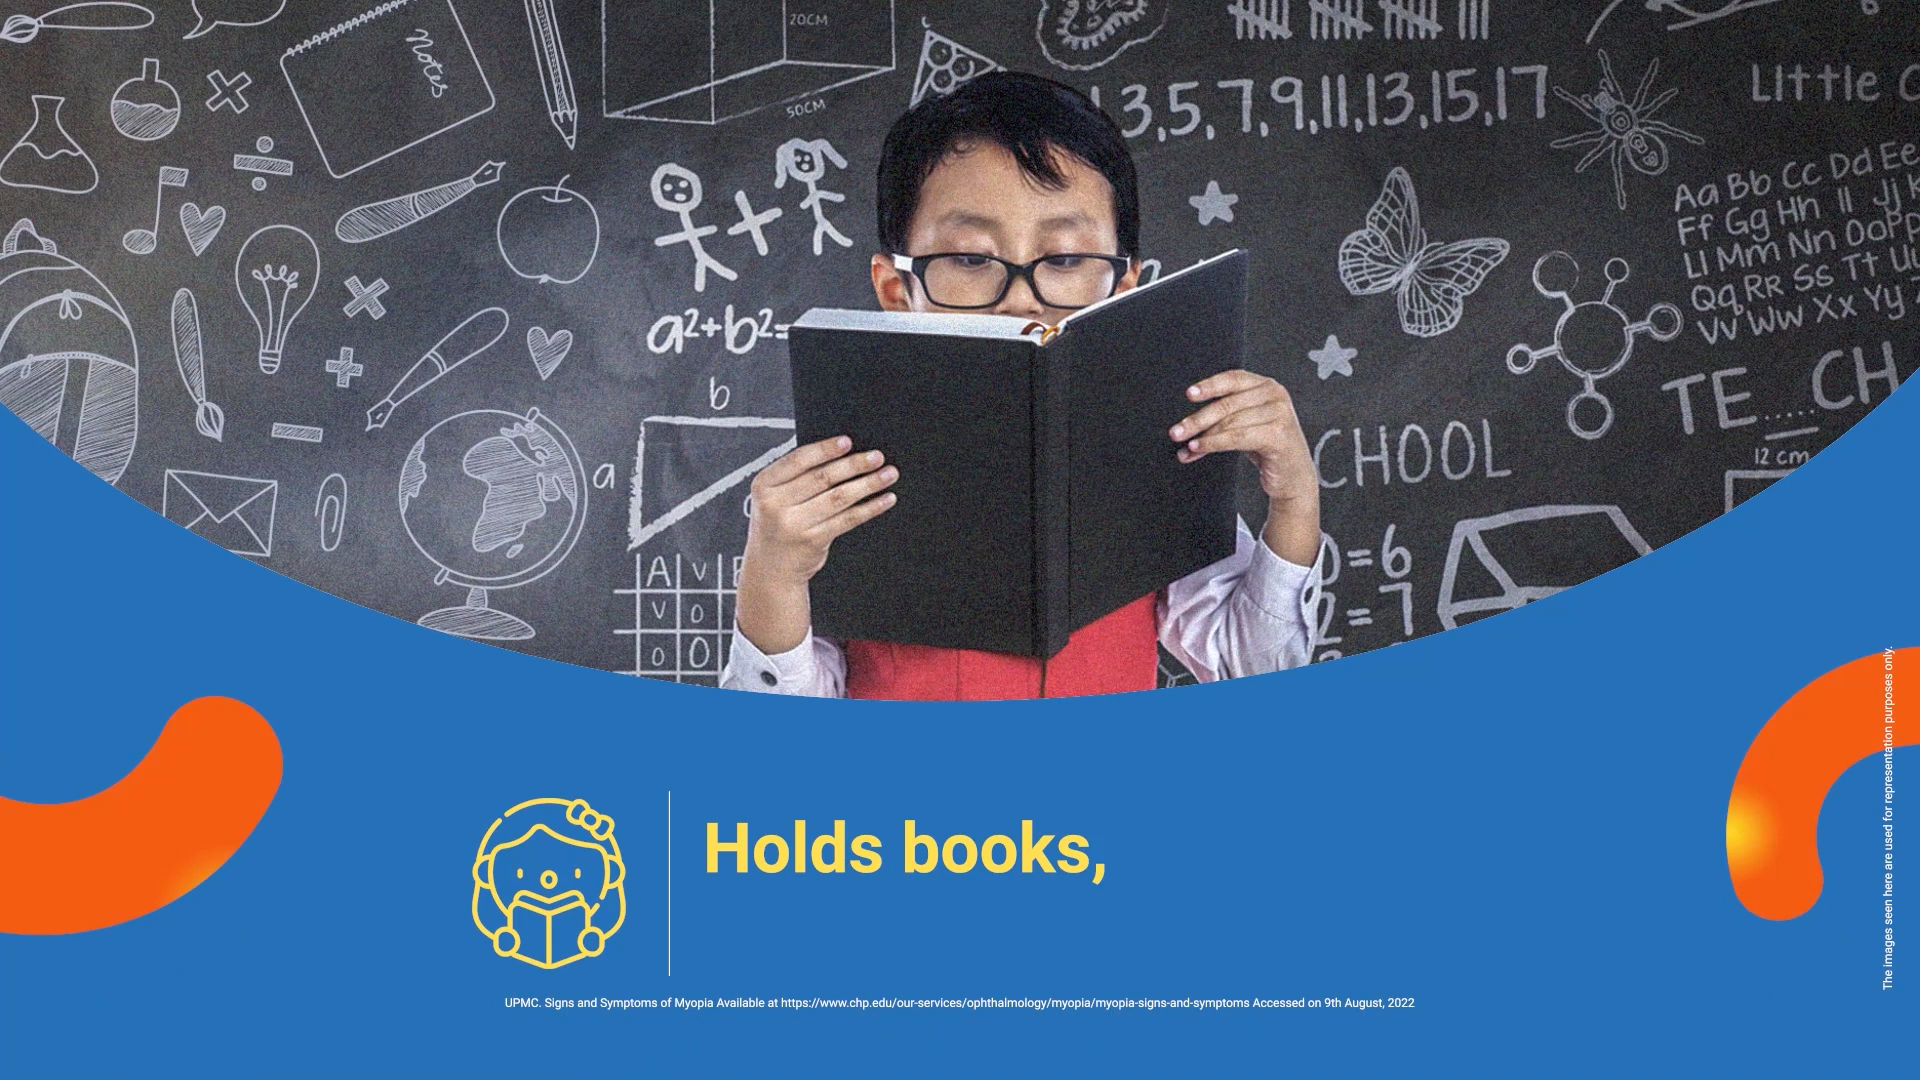 Notes
20CM
50CM
3,5,7,9,11,13,15,17
Little C
Aa Bb Cc Dd Ee
Ff Gg Hh Ii Jj K
Ll Mm Nn Oo Pp
Qq Rr Ss Tt Uu
Vv Ww Xx Yy Z
a²+b²=
b
a
TE.....CH
12 cm
CHOOL
A V
V O
O O
=6
2=7
Holds books,
UPMC. Signs and Symptoms of Myopia Available at https://www.chp.edu/our-services/ophthalmology/myopia/myopia-signs-and-symptoms Accessed on 9th August, 2022
The images seen here are used for representation purposes only.